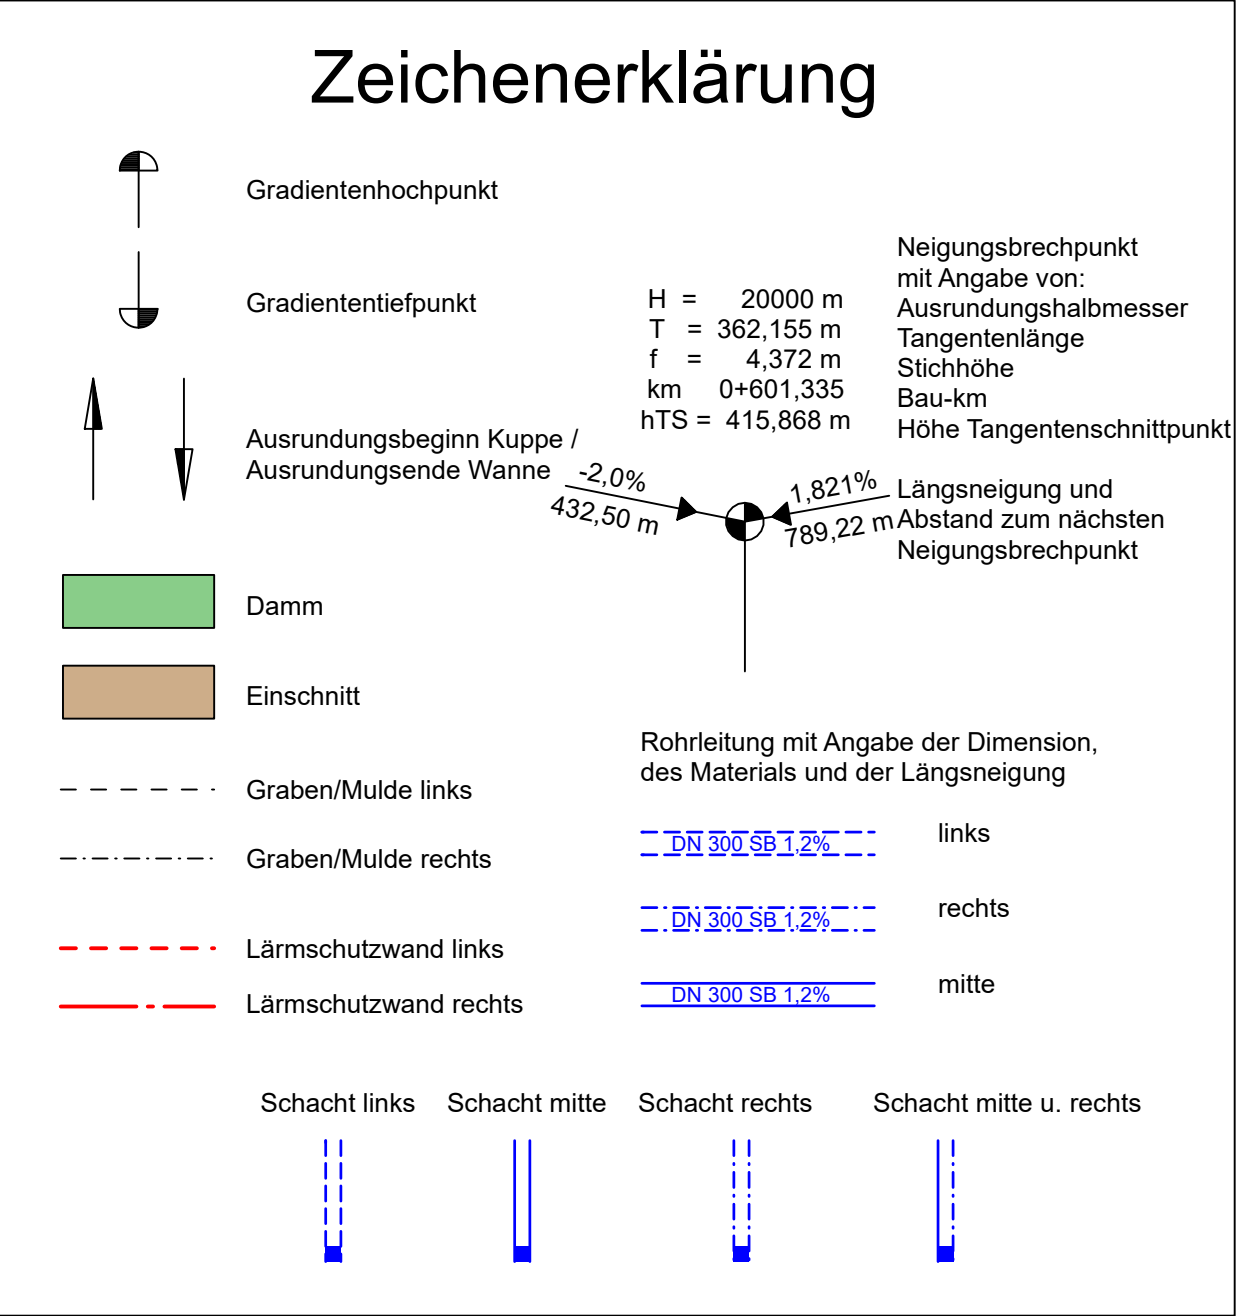 Zeichenerklärung
Gradientenhochpunkt
Gradiententiefpunkt
Ausrundungsbeginn Kuppe /
Ausrundungsende Wanne
H = 20000 m
T = 362,155 m
f = 4,372 m
km 0+601,335
hTS = 415,868 m
Neigungsbrechpunkt
mit Angabe von:
Ausrundungshalbmesser
Tangentenlänge
Stichhöhe
Bau-km
Höhe Tangentenschnittpunkt
-2,0%
432,50 m
1,821%
789,22 m
Längsneigung und
Abstand zum nächsten
Neigungsbrechpunkt
Damm
Einschnitt
Graben/Mulde links
Graben/Mulde rechts
Lärmschutzwand links
Lärmschutzwand rechts
Rohrleitung mit Angabe der Dimension,
des Materials und der Längsneigung
DN 300 SB 1,2% links
DN 300 SB 1,2% rechts
DN 300 SB 1,2% mitte
Schacht links Schacht mitte Schacht rechts Schacht mitte u. rechts